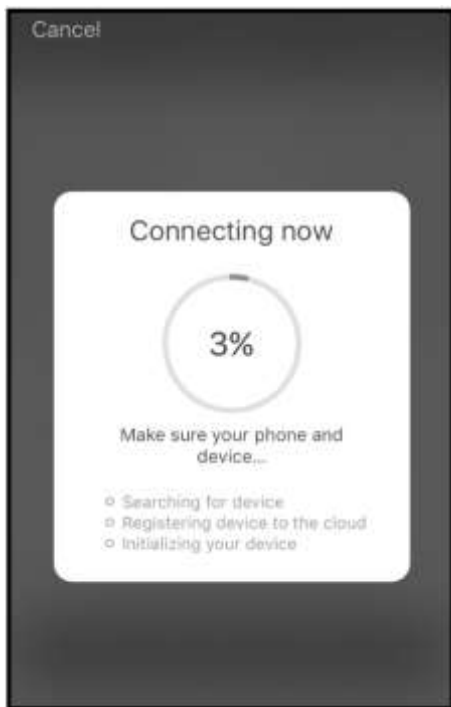 Cancel
Connecting now
3%
Make sure your phone and
device...
Searching for device
Registering device to the cloud
Initializing your device